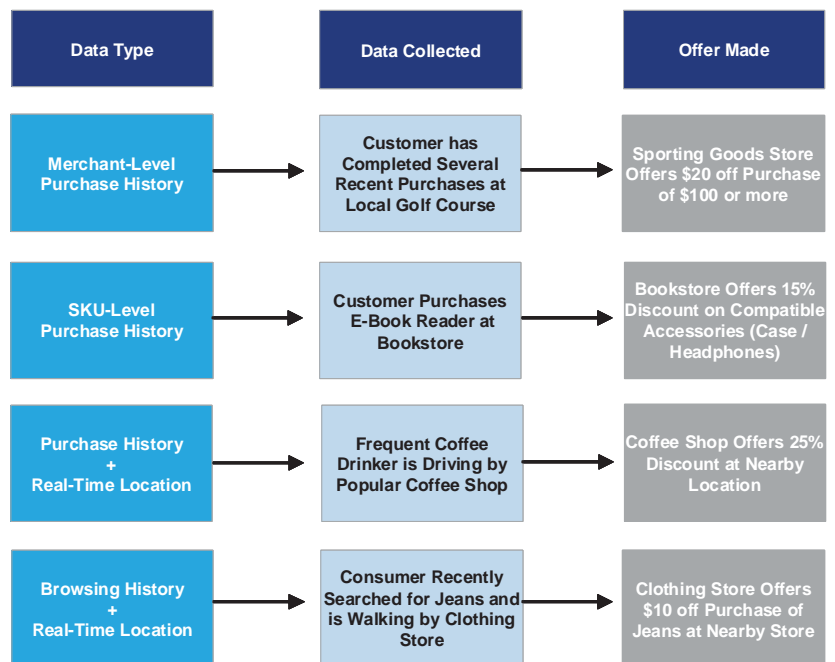 Data Type
Data Collected
Offer Made
Merchant-Level
Purchase History
Customer has
Completed Several
Recent Purchases at
Local Golf Course
Sporting Goods Store
Offers $20 off Purchase
of $100 or more
SKU-Level
Purchase History
Customer Purchases
E-Book Reader at
Bookstore
Bookstore Offers 15%
Discount on Compatible
Accessories (Case /
Headphones)
Purchase History
+
Real-Time Location
Frequent Coffee
Drinker is Driving by
Popular Coffee Shop
Coffee Shop Offers 25%
Discount at Nearby
Location
Browsing History
+
Real-Time Location
Consumer Recently
Searched for Jeans and
is Walking by Clothing
Store
Clothing Store Offers
$10 off Purchase of
Jeans at Nearby Store